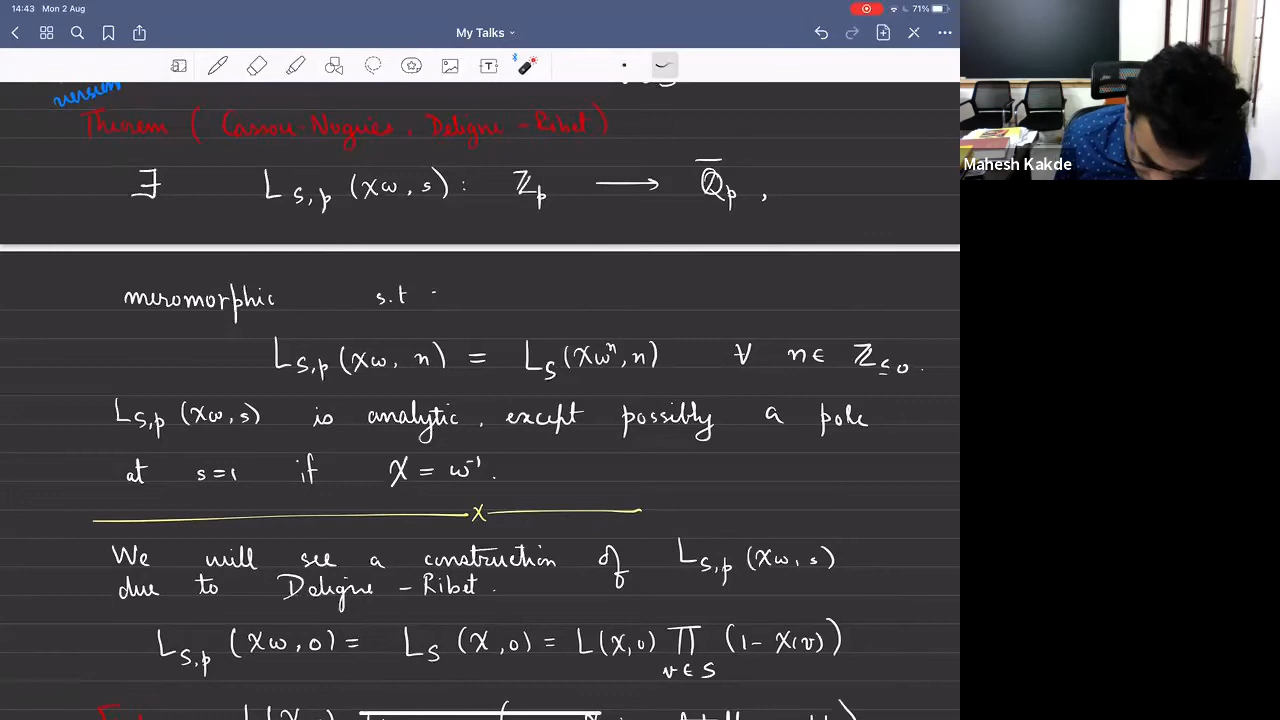 14:43 Mon 2 Aug
71%
My Talks
version
Theorem ( Cassou-Noguès, Deligne - Ribet )
∃ L_{S,p} (χω, s) : ℤ_p ⟶ \overline{ℚ}_p ,
meromorphic s.t.
L_{S,p} (χω, n) = L_S (χω^n, n) ∀ n ∈ ℤ_{≤0} .
L_{S,p} (χω, s) is analytic, except possibly a pole
at s=1 if χ = ω^{-1}.
x
We will see a construction of L_{S,p} (χω, s)
due to Deligne - Ribet.
L_{S,p} (χω, 0) = L_S (χ, 0) = L(χ,0) ∏_{v ∈ S} (1 - χ(v))
Mahesh Kakde